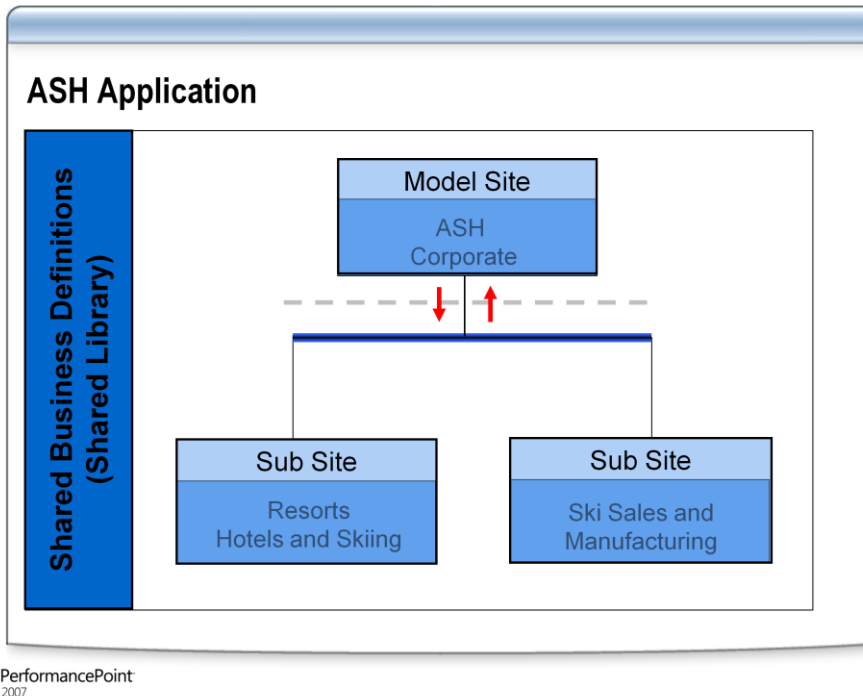 ASH Application
Shared Business Definitions
(Shared Library)
Model Site
ASH
Corporate
Sub Site
Resorts
Hotels and Skiing
Sub Site
Ski Sales and
Manufacturing
PerformancePoint
2007